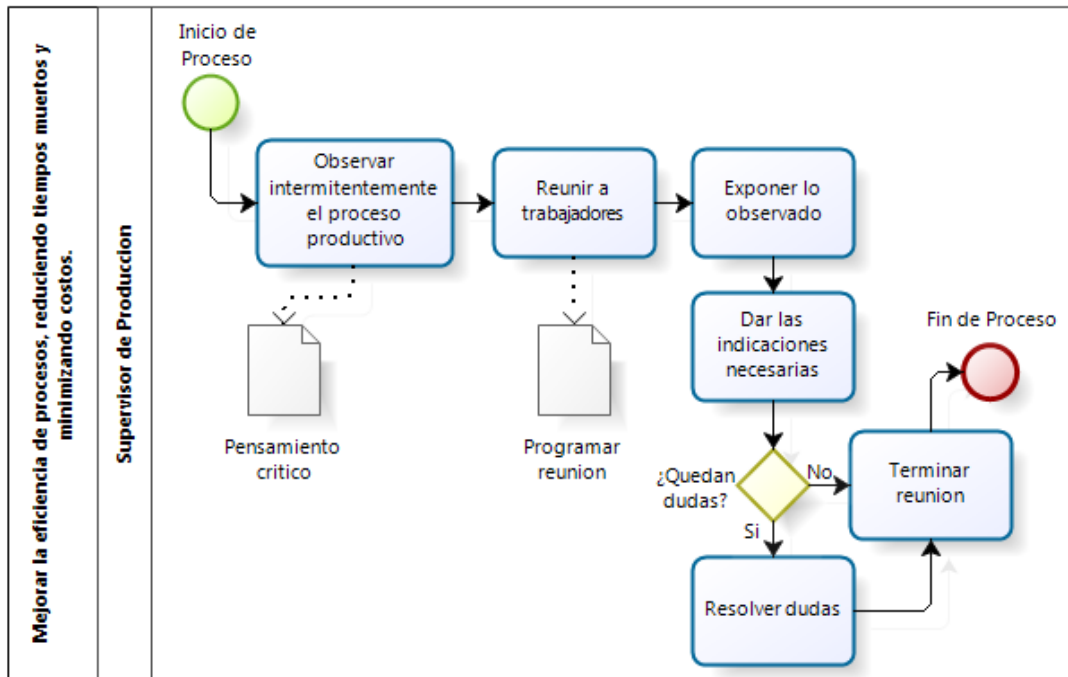 Mejorar la eficiencia de procesos, reduciendo tiempos muertos y
minimizando costos.
Supervisor de Produccion
Inicio de
Proceso
Observar
intermitentemente
el proceso
productivo
Reunir a
trabajadores
Exponer lo
observado
Pensamiento
critico
Programar
reunion
Dar las
indicaciones
necesarias
Fin de Proceso
¿Quedan
dudas?
No
Si
Terminar
reunion
Resolver dudas